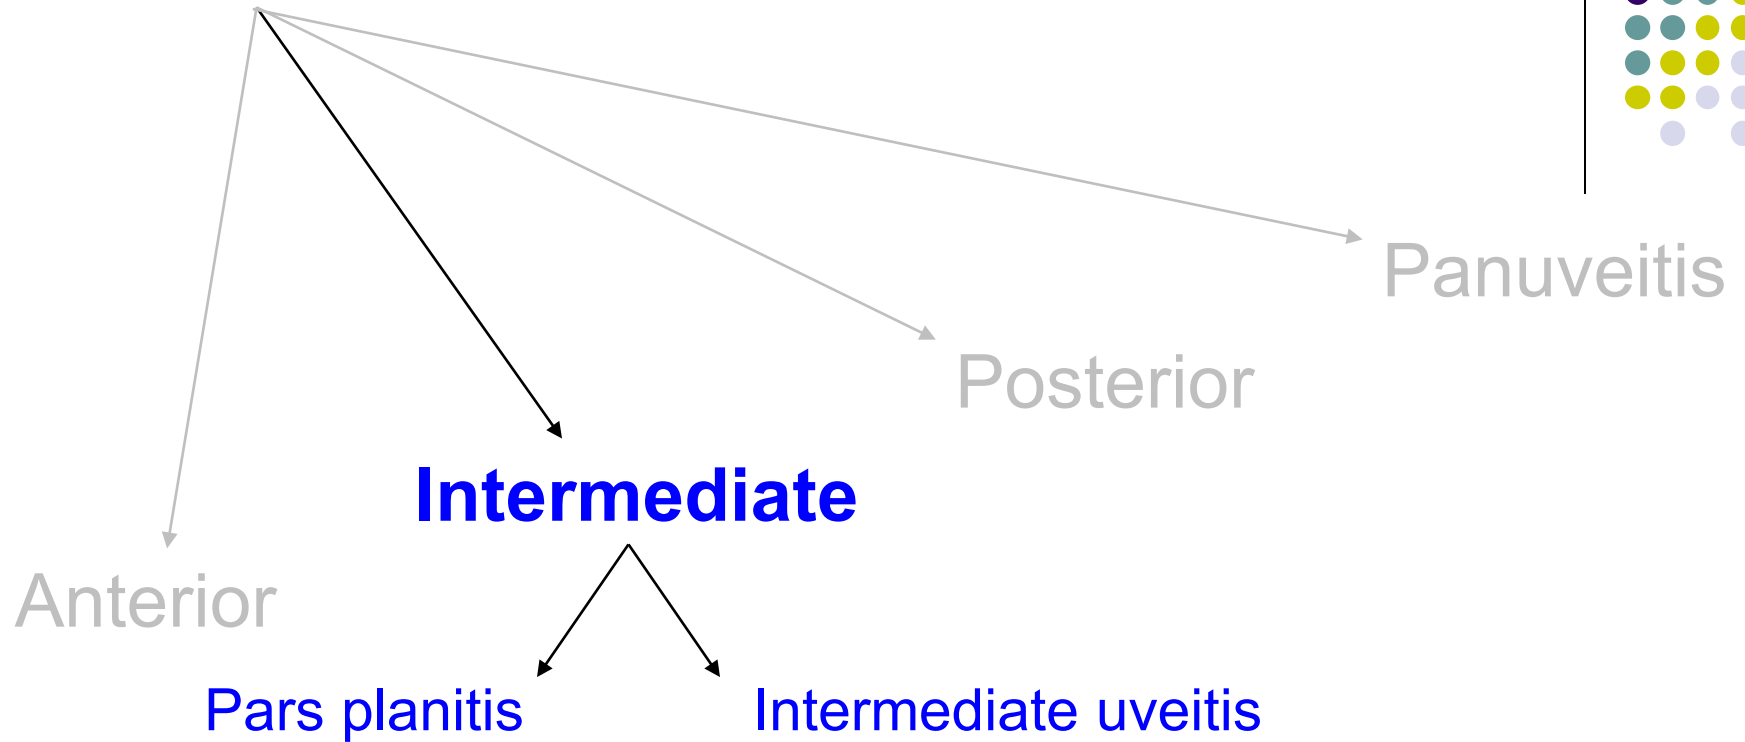 Panuveitis
Posterior
Intermediate
Anterior
Pars planitis
Intermediate uveitis